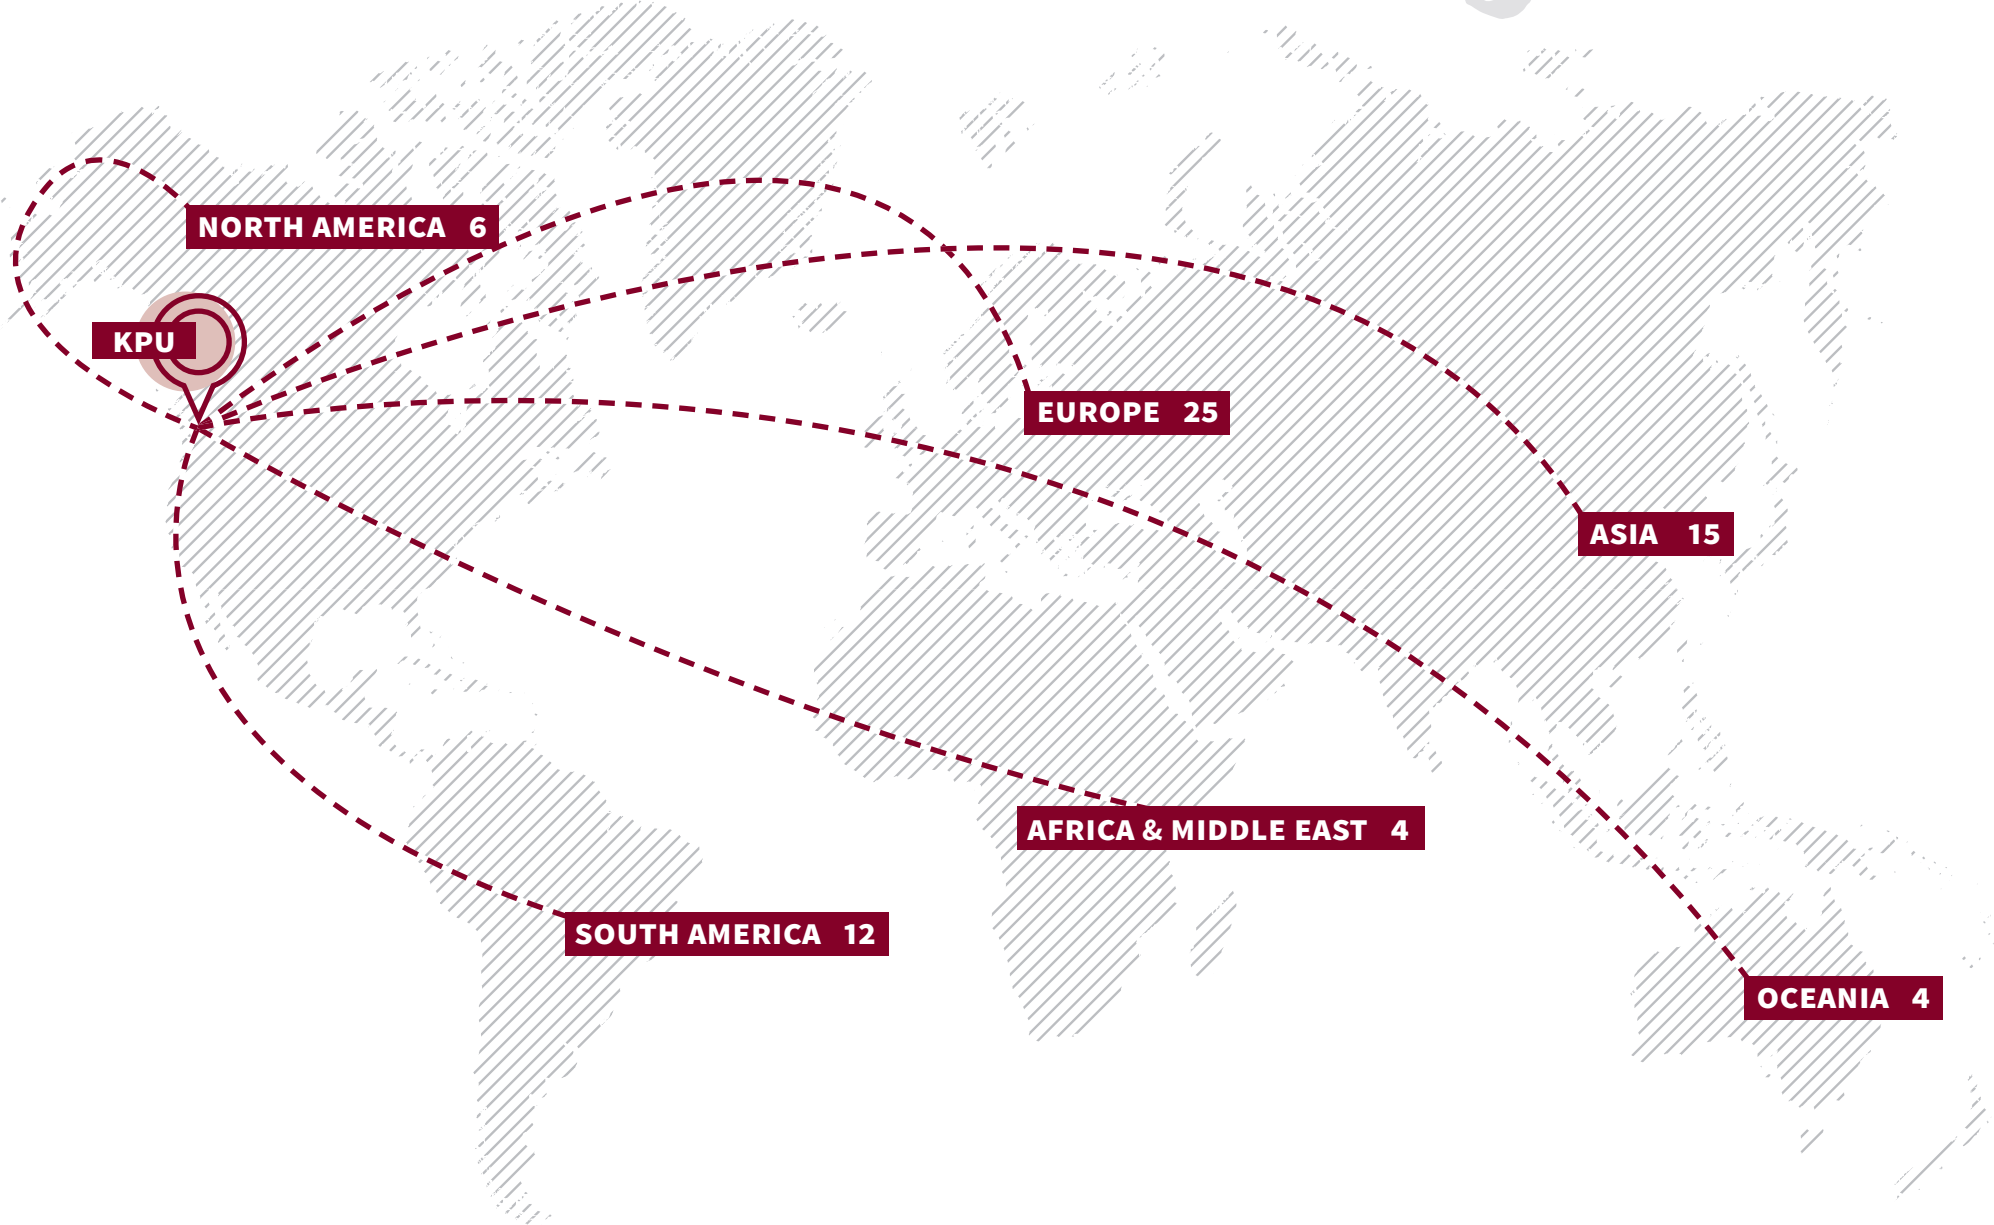 NORTH AMERICA 6
KPU
EUROPE 25
ASIA 15
AFRICA & MIDDLE EAST 4
SOUTH AMERICA 12
OCEANIA 4